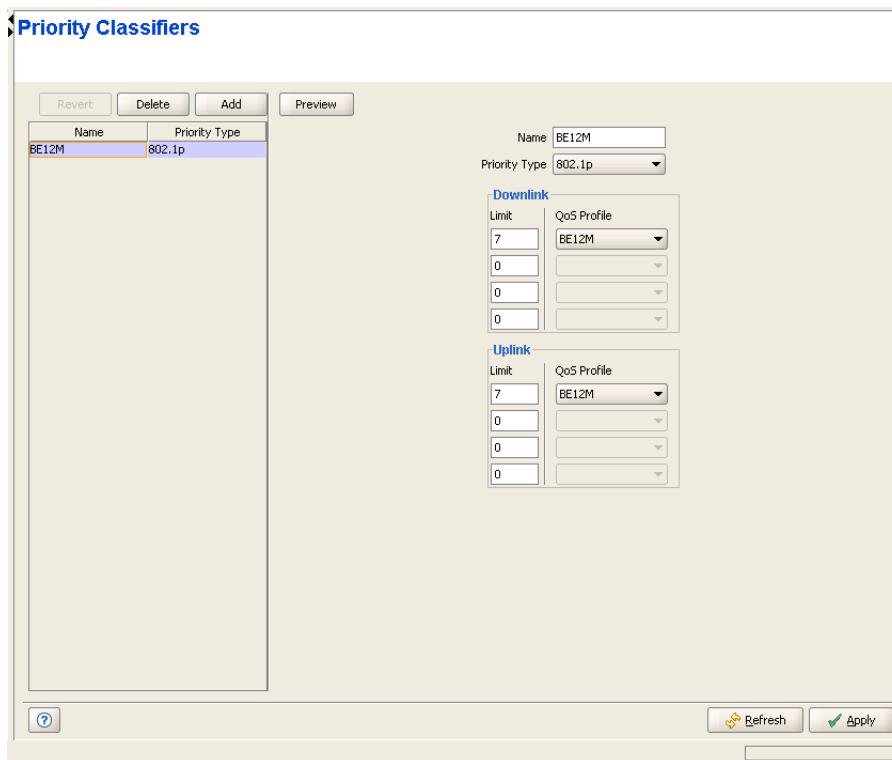 Priority Classifiers
Revert Delete Add Preview
Name Priority Type
BE12M 802.1p
Name BE12M
Priority Type 802.1p
Downlink
Limit QoS Profile
7 BE12M
0
0
0
Uplink
Limit QoS Profile
7 BE12M
0
0
0
? Refresh Apply